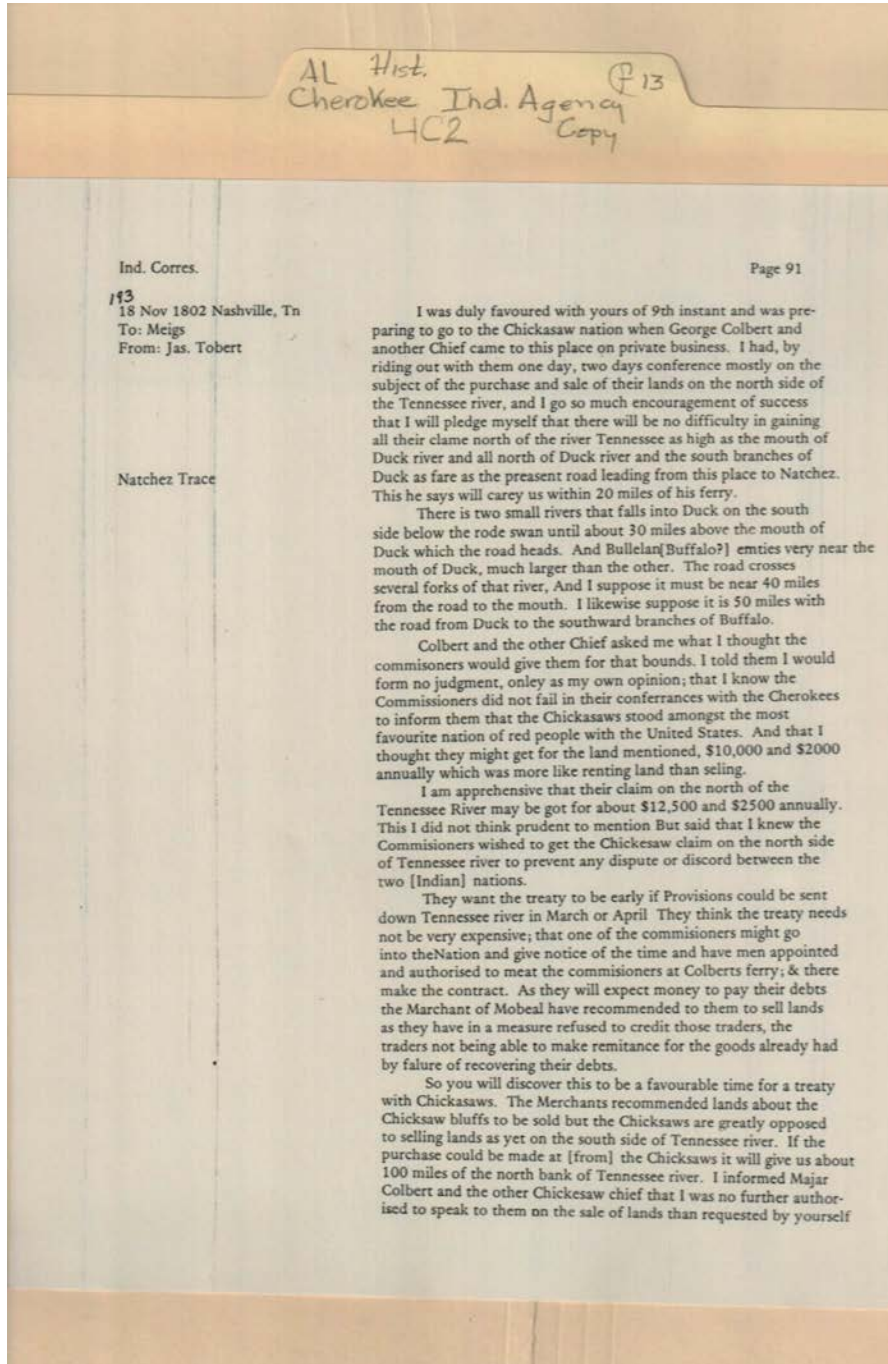 AL Hist. F 13
Cherokee Ind. Agency
4C2 Copy
Ind. Corres. Page 91
193
18 Nov 1802 Nashville, Tn
To: Meigs
From: Jas. Tobert
Natchez Trace
I was duly favoured with yours of 9th instant and was pre-
paring to go to the Chickasaw nation when George Colbert and
another Chief came to this place on private business. I had, by
riding out with them one day, two days conference mostly on the
subject of the purchase and sale of their lands on the north side of
the Tennessee river, and I go so much encouragement of success
that I will pledge myself that there will be no difficulty in gaining
all their clame north of the river Tennessee as high as the mouth of
Duck river and all north of Duck river and the south branches of
Duck as fare as the preasent road leading from this place to Natchez.
This he says will carey us within 20 miles of his ferry.
There is two small rivers that falls into Duck on the south
side below the rode swan until about 30 miles above the mouth of
Duck which the road heads. And Bullelan[Buffalo?] emties very near the
mouth of Duck, much larger than the other. The road crosses
several forks of that river, And I suppose it must be near 40 miles
from the road to the mouth. I likewise suppose it is 50 miles with
the road from Duck to the southward branches of Buffalo.
Colbert and the other Chief asked me what I thought the
commisoners would give them for that bounds. I told them I would
form no judgment, onley as my own opinion; that I know the
Commissioners did not fail in their conferrances with the Cherokees
to inform them that the Chickasaws stood amongst the most
favourite nation of red people with the United States. And that I
thought they might get for the land mentioned, $10,000 and $2000
annually which was more like renting land than seling.
I am apprehensive that their claim on the north of the
Tennessee River may be got for about $12,500 and $2500 annually.
This I did not think prudent to mention But said that I knew the
Commisioners wished to get the Chickesaw claim on the north side
of Tennessee river to prevent any dispute or discord between the
two [Indian] nations.
They want the treaty to be early if Provisions could be sent
down Tennessee river in March or April They think the treaty needs
not be very expensive; that one of the commisioners might go
into theNation and give notice of the time and have men appointed
and authorised to meat the commisioners at Colberts ferry; & there
make the contract. As they will expect money to pay their debts
the Marchant of Mobeal have recommended to them to sell lands
as they have in a measure refused to credit those traders, the
traders not being able to make remitance for the goods already had
by falure of recovering their debts.
So you will discover this to be a favourable time for a treaty
with Chickasaws. The Merchants recommended lands about the
Chicksaw bluffs to be sold but the Chicksaws are greatly opposed
to selling lands as yet on the south side of Tennessee river. If the
purchase could be made at [from] the Chicksaws it will give us about
100 miles of the north bank of Tennessee river. I informed Majar
Colbert and the other Chickesaw chief that I was no further author-
ised to speak to them on the sale of lands than requested by yourself